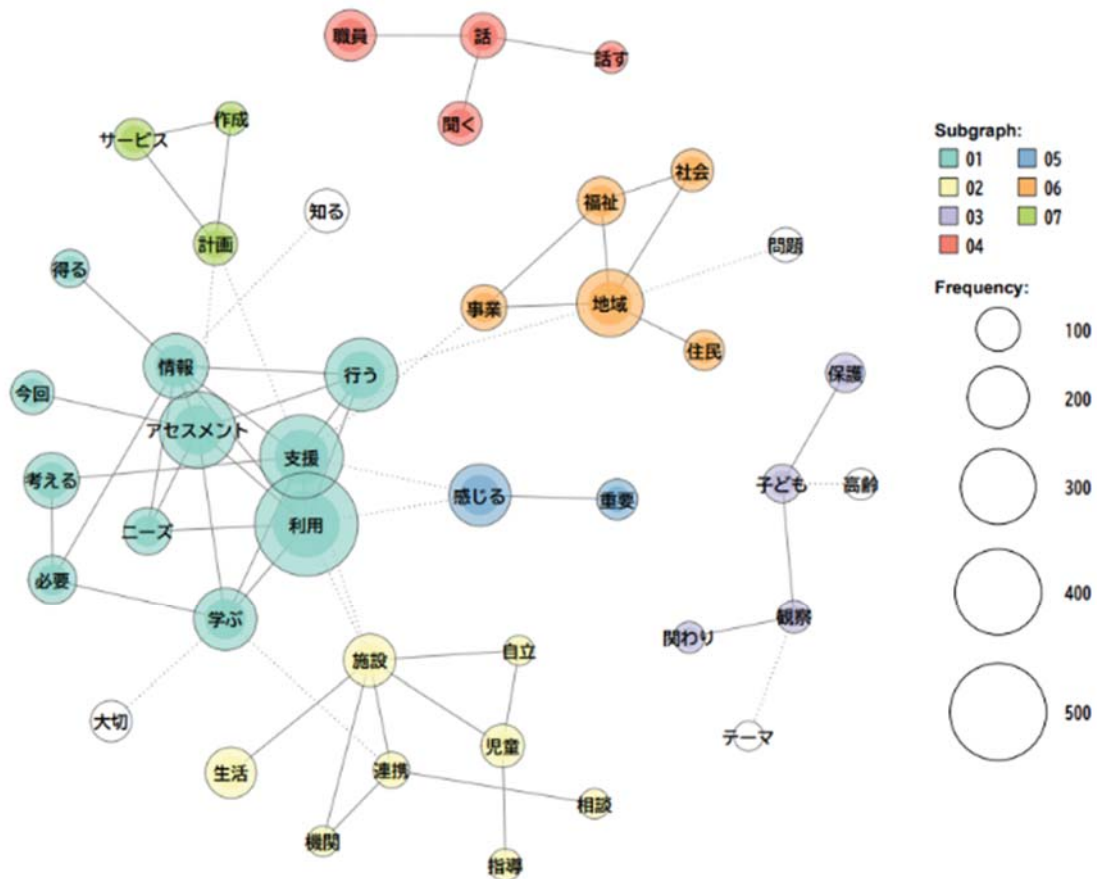 職員
話
話す
聞く
作成
サービス
計画
知る
得る
社会
福祉
問題
事業
地域
住民
情報
行う
今回
アセスメント
支援
考える
ニーズ
利用
必要
学ぶ
感じる
重要
保護
子ども
高齢
観察
関わり
テーマ
大切
施設
自立
児童
生活
連携
相談
機関
指導
Subgraph:
01
05
02
06
03
07
04
Frequency:
100
200
300
400
500